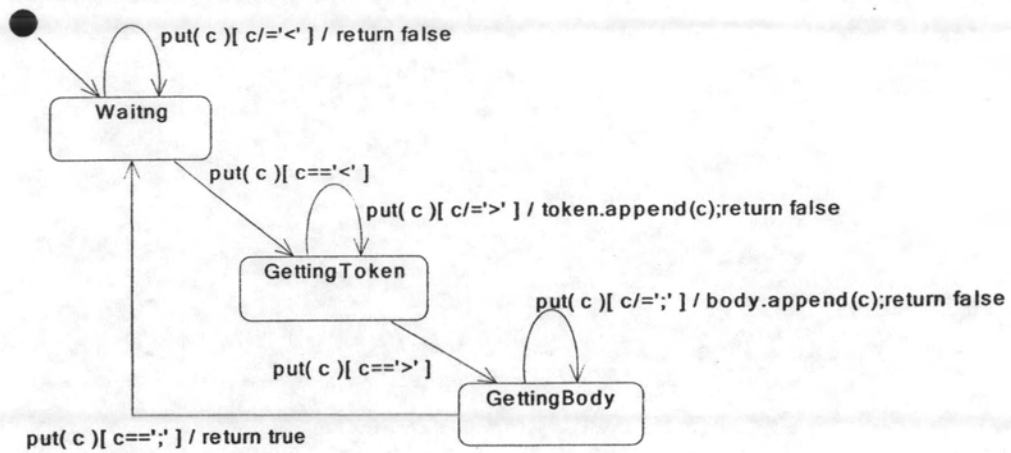 put( c )[ c/='<' ] / return false
Waitng
put( c )[ c=='<' ]
put( c )[ c/='>' ] / token.append(c);return false
GettingToken
put( c )[ c/=';' ] / body.append(c);return false
put( c )[ c=='>' ]
GettingBody
put( c )[ c==';' ] / return true